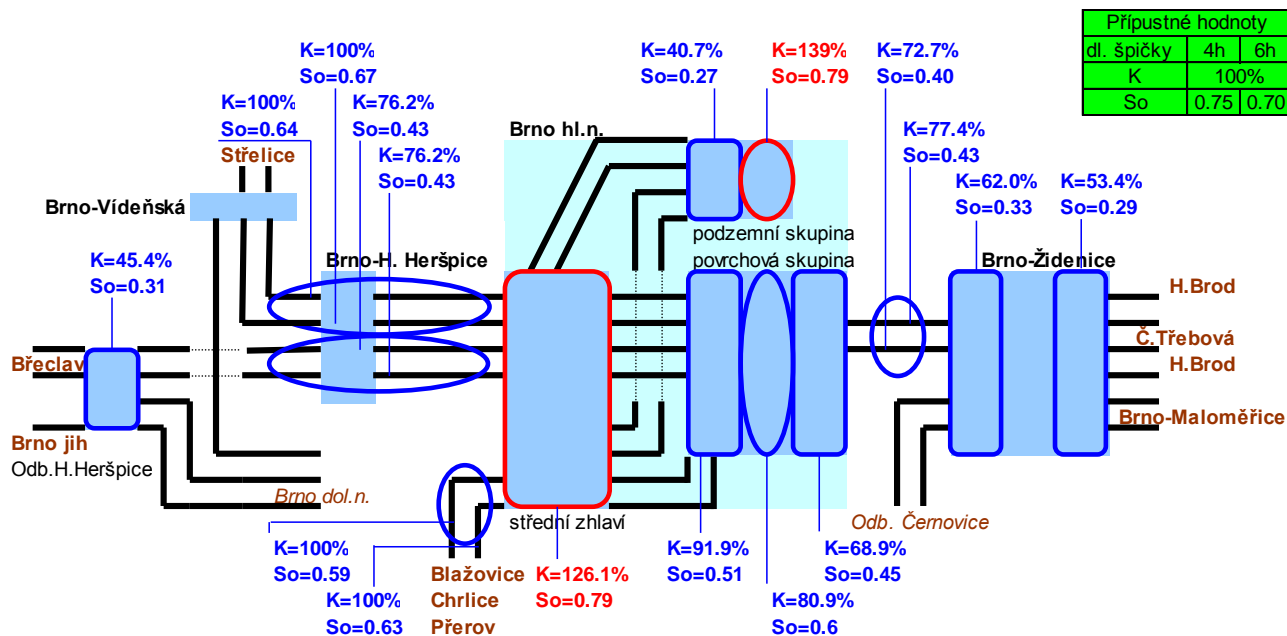 Přípustné hodnoty
dl. špičky 4h 6h
K 100%
So 0.75 0.70
K=100%
So=0.67
K=40.7%
So=0.27
K=139%
So=0.79
K=72.7%
So=0.40
K=100%
So=0.64
K=76.2%
So=0.43
K=76.2%
So=0.43
Brno hl.n.
K=77.4%
So=0.43
Střelice
K=62.0%
So=0.33
K=53.4%
So=0.29
Brno-Vídeňská
podzemní skupina
povrchová skupina
Brno-H. Heršpice
Brno-Židenice
K=45.4%
So=0.31
H.Brod
Č.Třebová
H.Brod
Brno-Maloměřice
Břeclav
Brno jih
Odb.H.Heršpice
Brno dol.n.
střední zhlaví
Odb. Černovice
K=100%
So=0.59
K=100%
So=0.63
Blažovice
Chrlice
Přerov
K=126.1%
So=0.79
K=91.9%
So=0.51
K=68.9%
So=0.45
K=80.9%
So=0.6